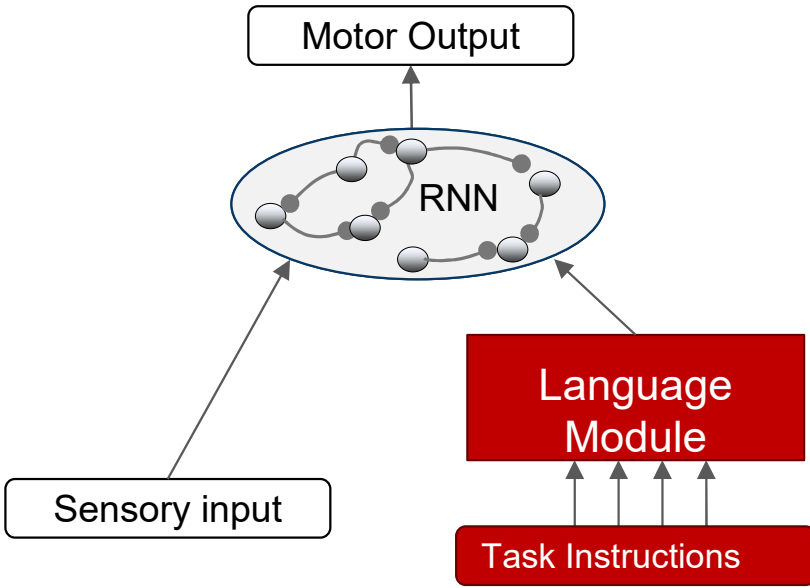 Motor Output
RNN
Language
Module
Sensory input
Task Instructions